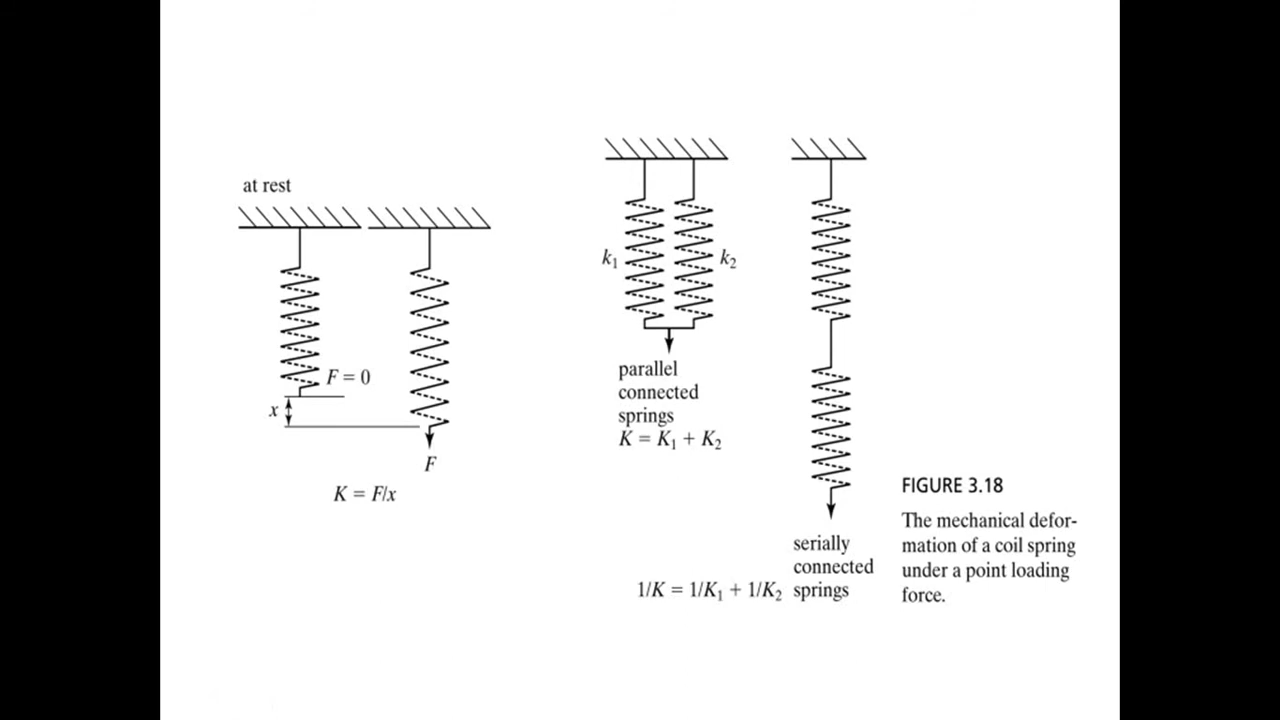 at rest
F = 0
x
F
K = F/x
k₁
k₂
parallel
connected
springs
K = K₁ + K₂
serially
connected
springs
1/K = 1/K₁ + 1/K₂
FIGURE 3.18
The mechanical defor-
mation of a coil spring
under a point loading
force.